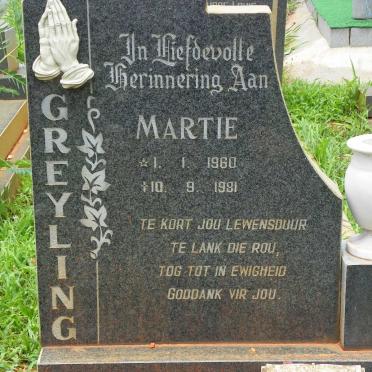 GREYLING
In Liefdevolle
Herinnering Aan
MARTIE
*1. 1. 1960
†10. 9. 1981
TE KORT JOU LEWENSDUUR
TE LANK DIE ROU,
TOG TOT IN EWIGHEID
GODDANK VIR JOU.